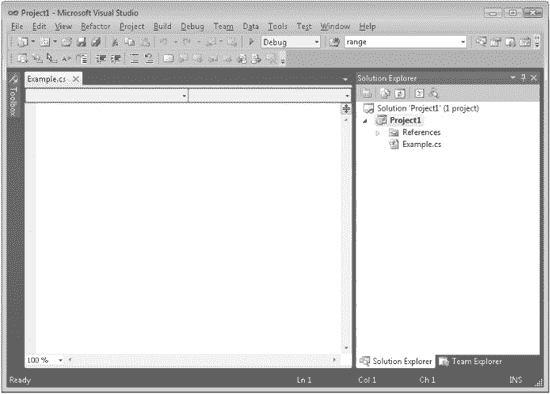 Project1 - Microsoft Visual Studio
File Edit View Refactor Project Build Debug Team Data Tools Test Window Help
Debug range
Toolbox
Example.cs
Solution Explorer
Solution 'Project1' (1 project)
Project1
References
Example.cs
100 %
Solution Explorer Team Explorer
Ready Ln 1 Col 1 Ch 1 INS